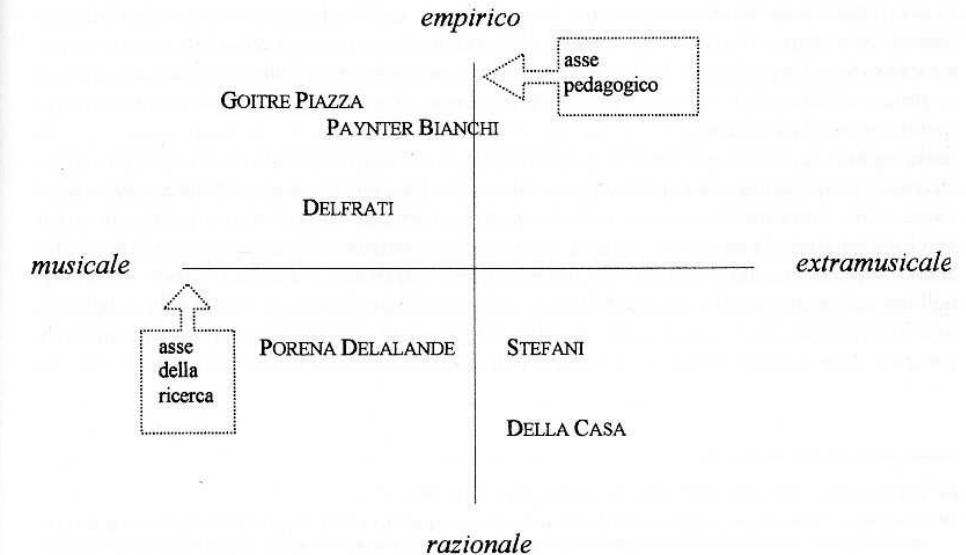 empirico
asse
pedagogico
GOITRE PIAZZA
PAYNTER BIANCHI
DELFRATI
musicale
extramusicale
asse
della
ricerca
PORENA DELALANDE
STEFANI
DELLA CASA
razionale